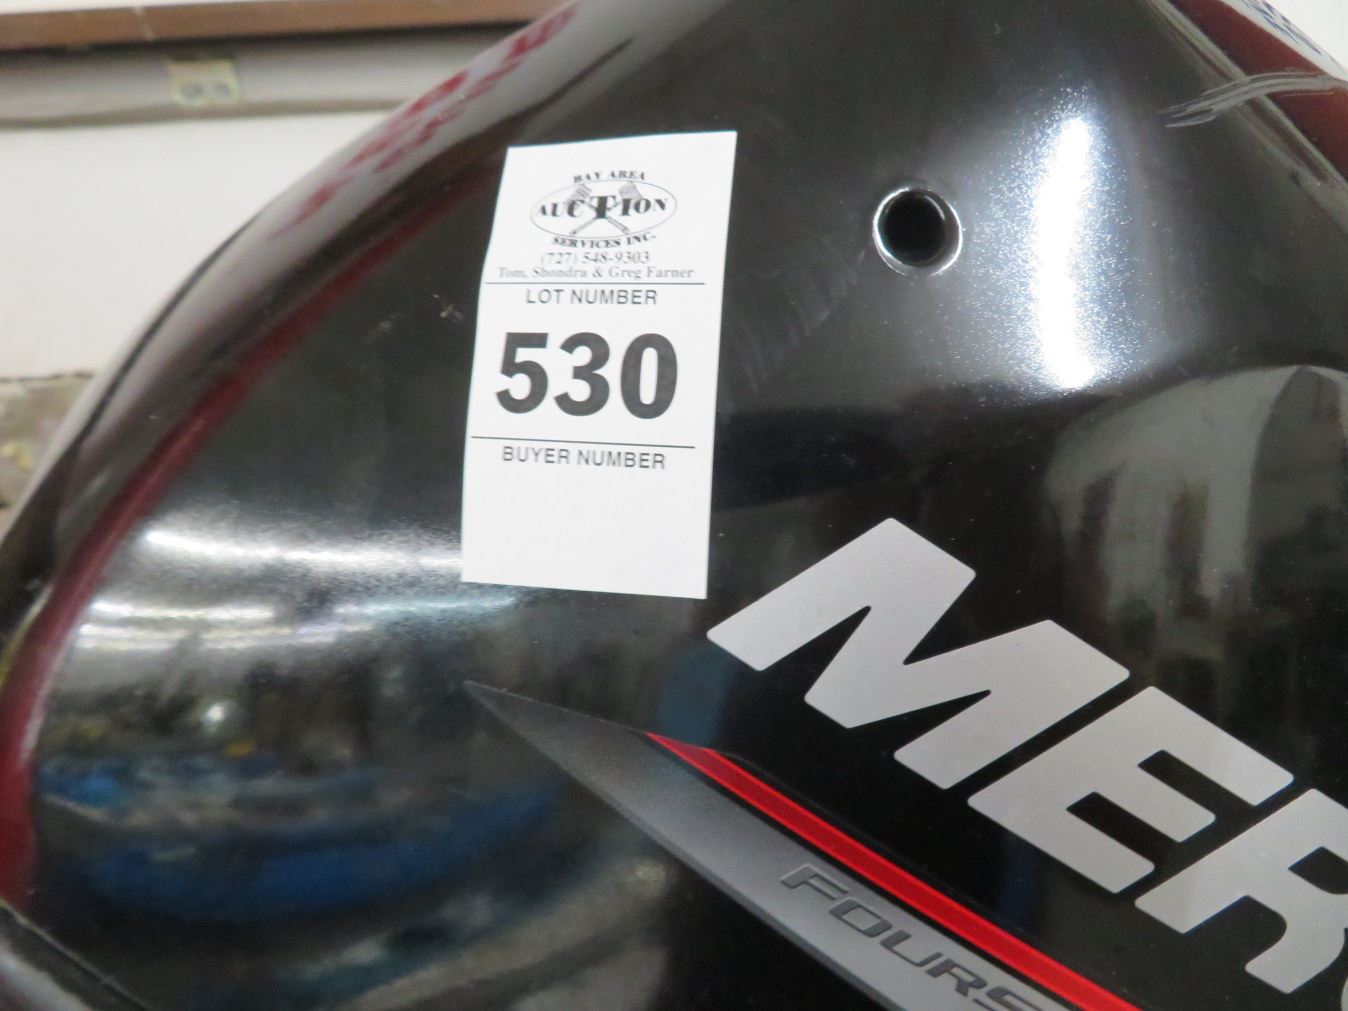 BAY AREA
AUCTION
SERVICES INC.
(727) 548-9303
Tom, Shondra & Greg Farner
LOT NUMBER
530
BUYER NUMBER
MER
FOURS